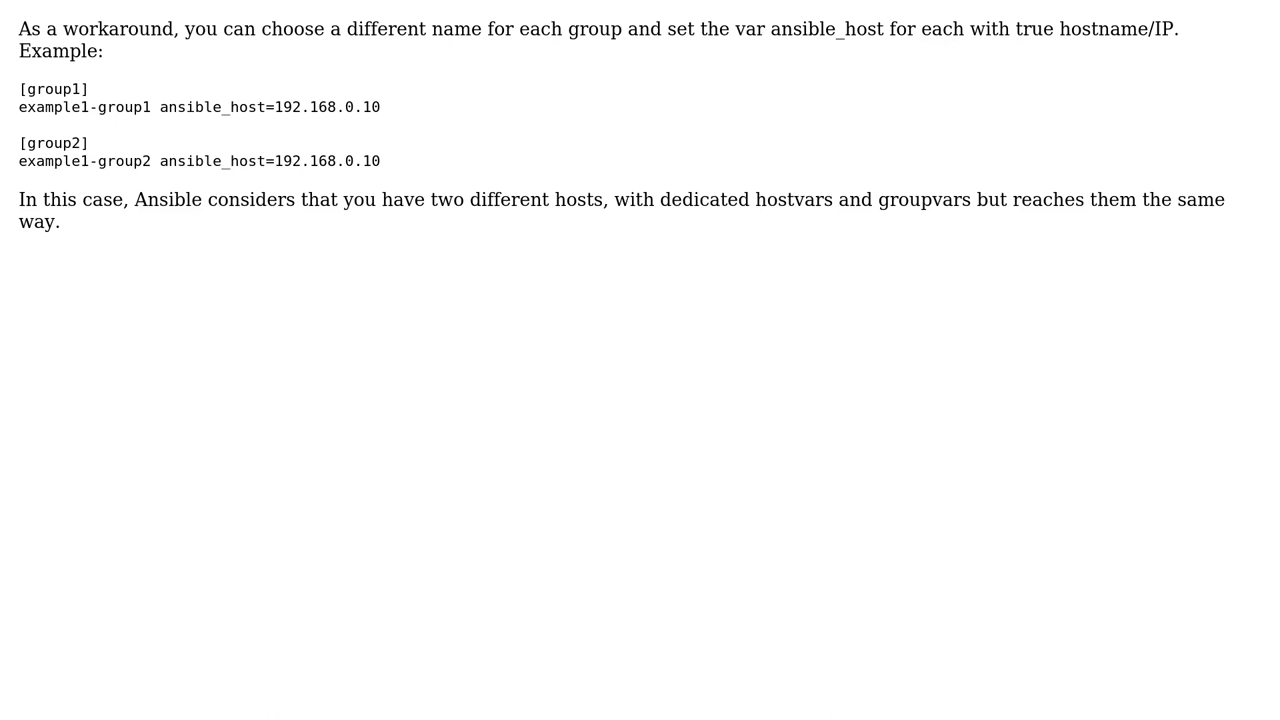 As a workaround, you can choose a different name for each group and set the var ansible_host for each with true hostname/IP.
Example:
[group1]
example1-group1 ansible_host=192.168.0.10
[group2]
example1-group2 ansible_host=192.168.0.10
In this case, Ansible considers that you have two different hosts, with dedicated hostvars and groupvars but reaches them the same
way.